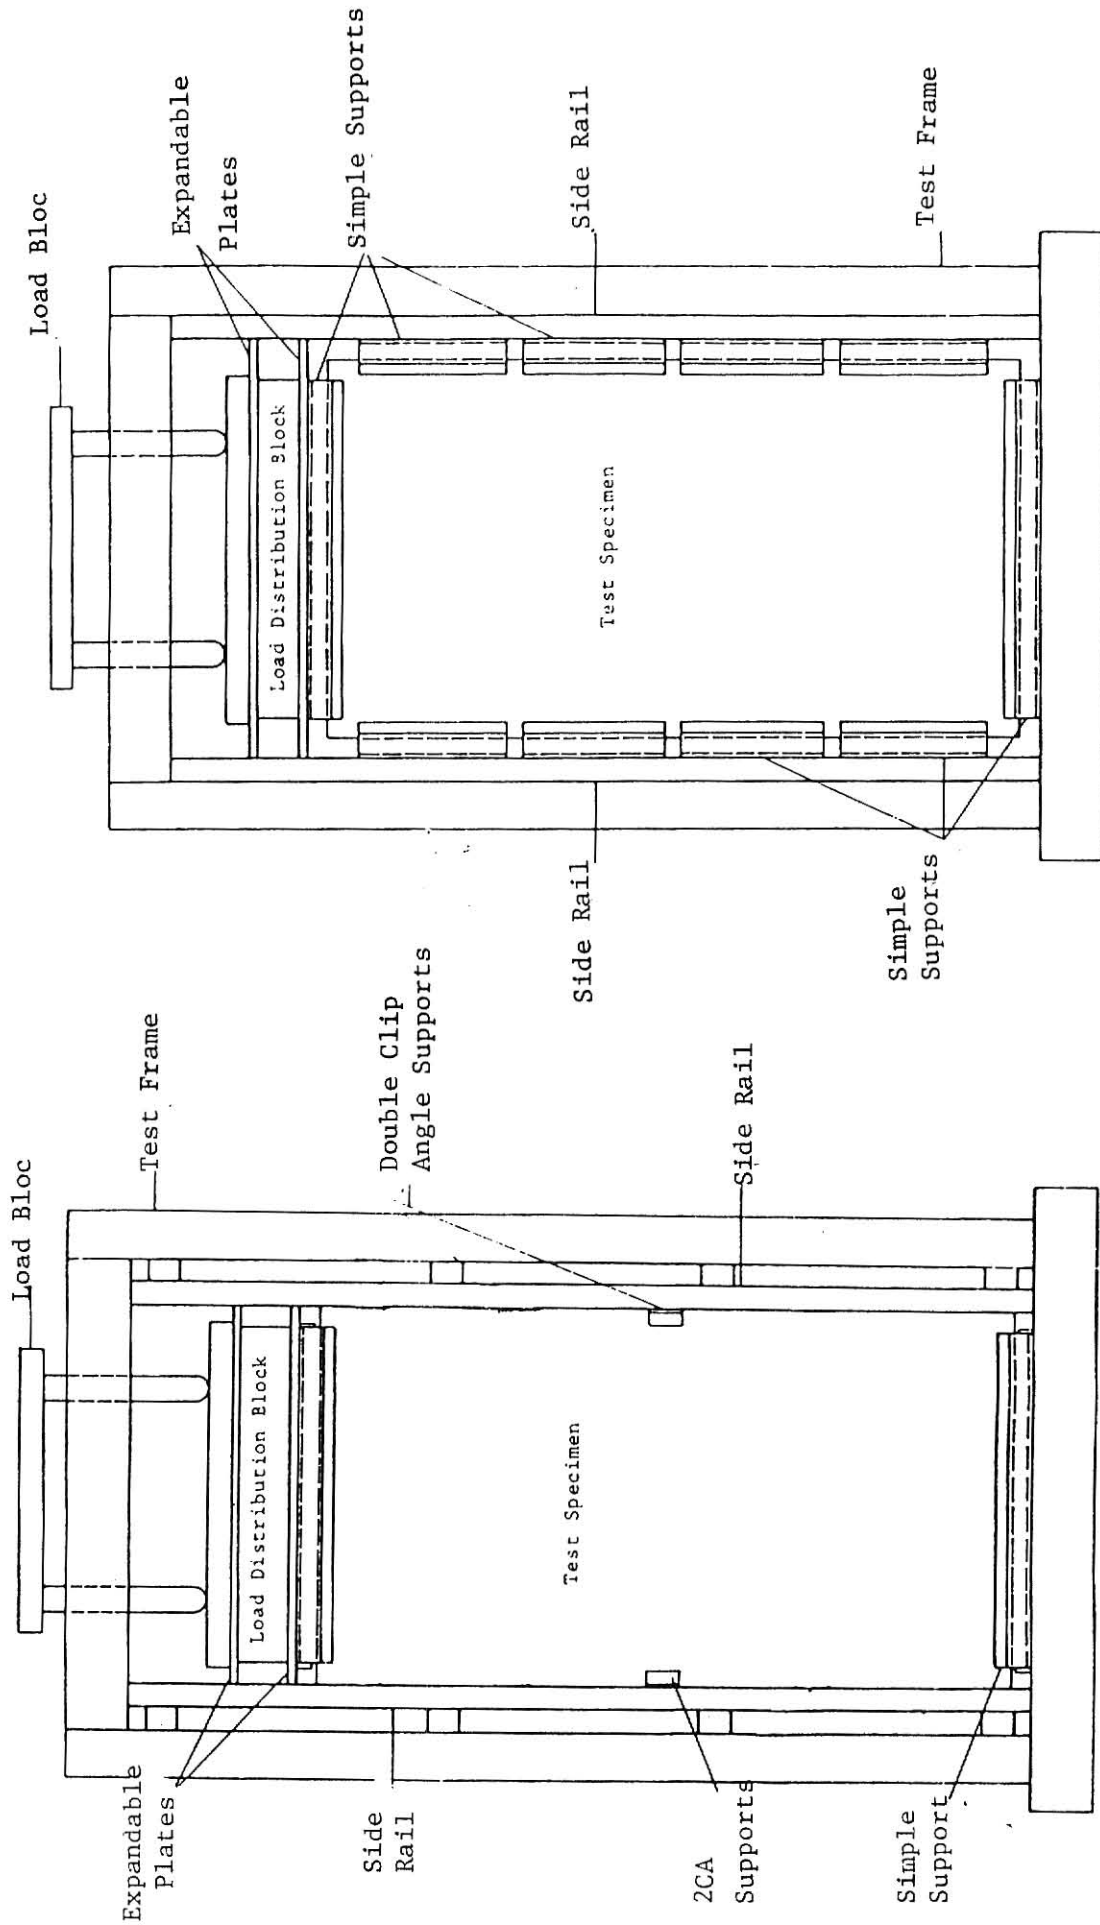 Load Bloc
Test Frame
Double Clip
Angle Supports
Side Rail
Load Distribution Block
Test Specimen
Expandable
Plates
Side
Rail
2CA
Supports
Simple
Support
Load Bloc
Expandable
Plates
Simple Supports
Side Rail
Test Frame
Load Distribution Block
Test Specimen
Side Rail
Simple
Supports